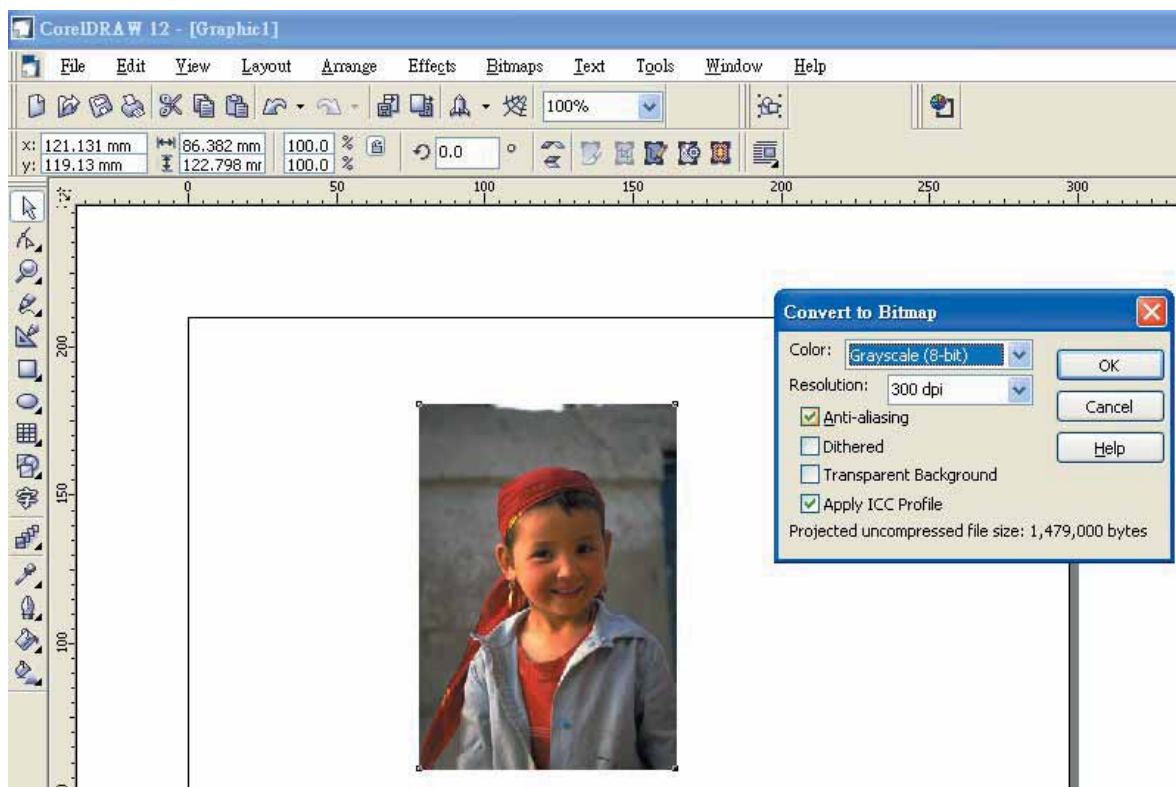 CorelDRAW 12 - [Graphic1]
File Edit View Layout Arrange Effects Bitmaps Text Tools Window Help
100%
x: 121.131 mm 86.382 mm 100.0 % 0.0 °
y: 119.13 mm 122.798 mr 100.0 %
0 50 100 150 200 250 300
200
150
100
Convert to Bitmap
Color: Grayscale (8-bit)
OK
Resolution: 300 dpi
Cancel
Anti-aliasing
Dithered
Help
Transparent Background
Apply ICC Profile
Projected uncompressed file size: 1,479,000 bytes